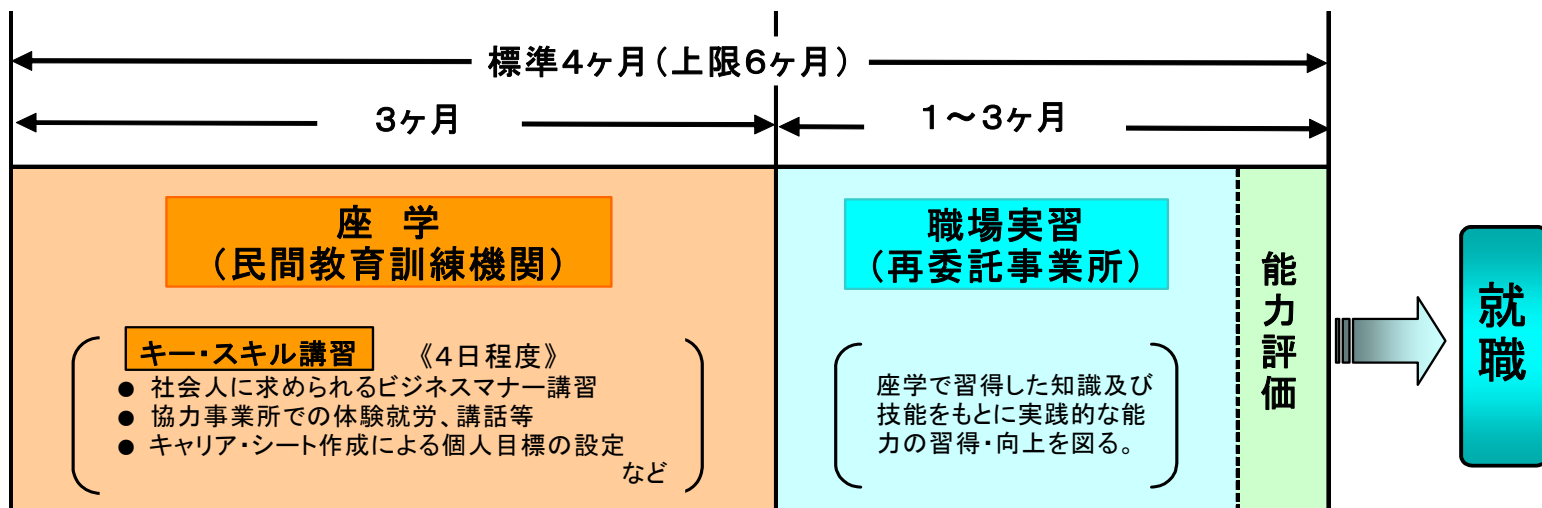 標準4ヶ月(上限6ヶ月)
3ヶ月
1～3ヶ月
座 学
(民間教育訓練機関)
キー・スキル講習 《4日程度》
● 社会人に求められるビジネスマナー講習
● 協力事業所での体験就労、講話等
● キャリア・シート作成による個人目標の設定
など
職場実習
(再委託事業所)
座学で習得した知識及び
技能をもとに実践的な能
力の習得・向上を図る。
能力評価
就職